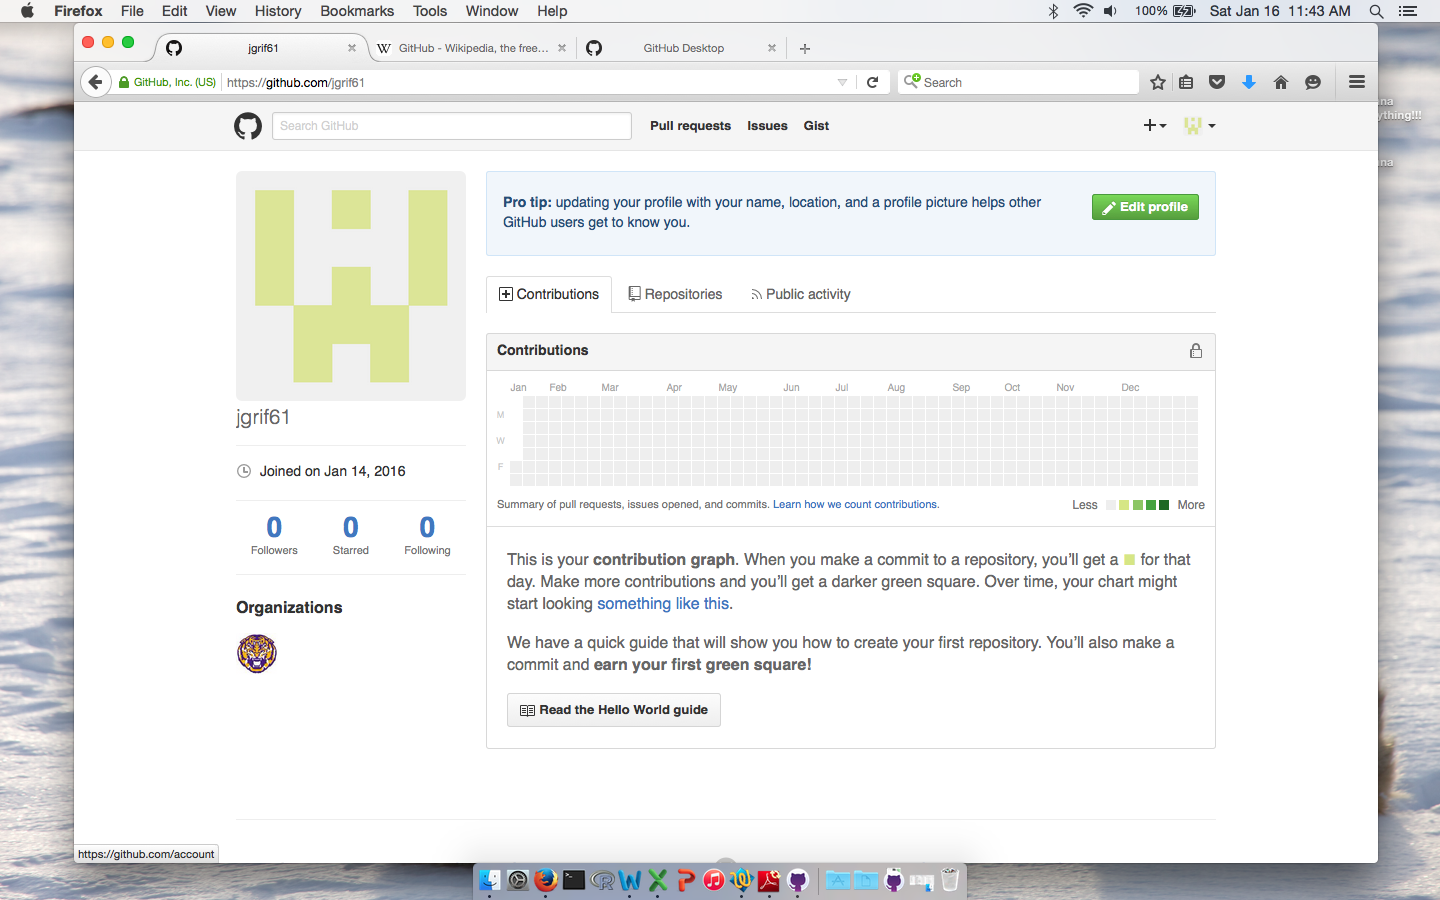 Firefox File Edit View History Bookmarks Tools Window Help 100% Sat Jan 16 11:43 AM
jgrif61 GitHub - Wikipedia, the free... GitHub Desktop
GitHub, Inc. (US) https://github.com/jgrif61 Search
Search GitHub Pull requests Issues Gist
Pro tip: updating your profile with your name, location, and a profile picture helps other
GitHub users get to know you.
Edit profile
Contributions Repositories Public activity
Contributions
Jan Feb Mar Apr May Jun Jul Aug Sep Oct Nov Dec
M
W
F
Summary of pull requests, issues opened, and commits. Learn how we count contributions. Less More
This is your contribution graph. When you make a commit to a repository, you'll get a for that
day. Make more contributions and you'll get a darker green square. Over time, your chart might
start looking something like this.
We have a quick guide that will show you how to create your first repository. You'll also make a
commit and earn your first green square!
Read the Hello World guide
jgrif61
Joined on Jan 14, 2016
0 0 0
Followers Starred Following
Organizations
https://github.com/account
ything!!!